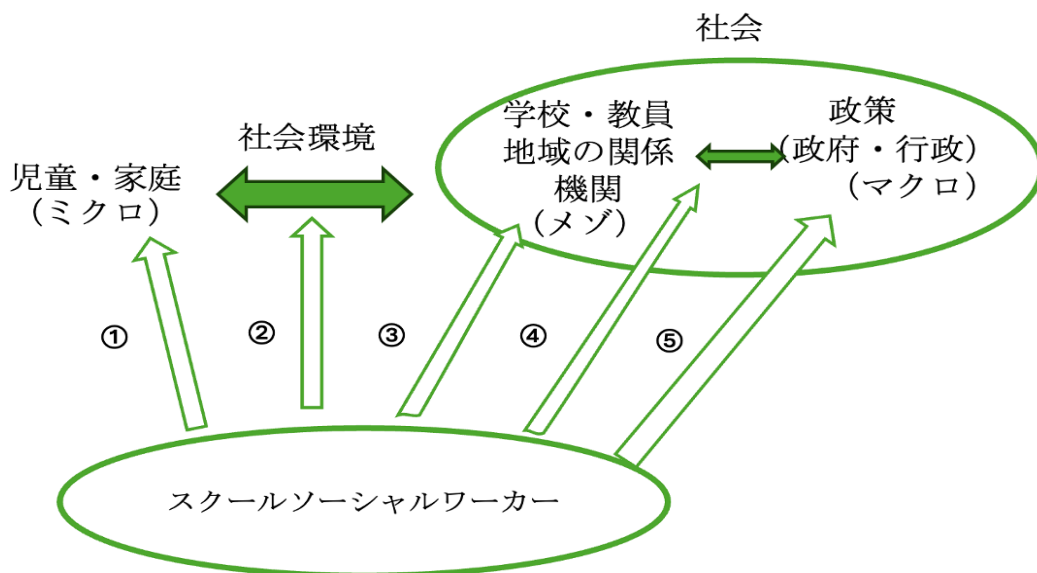 社会
社会環境
児童・家庭
（ミクロ）
学校・教員
地域の関係
機関
（メゾ）
政策
（政府・行政）
（マクロ）
①
②
③
④
⑤
スクールソーシャルワーカー